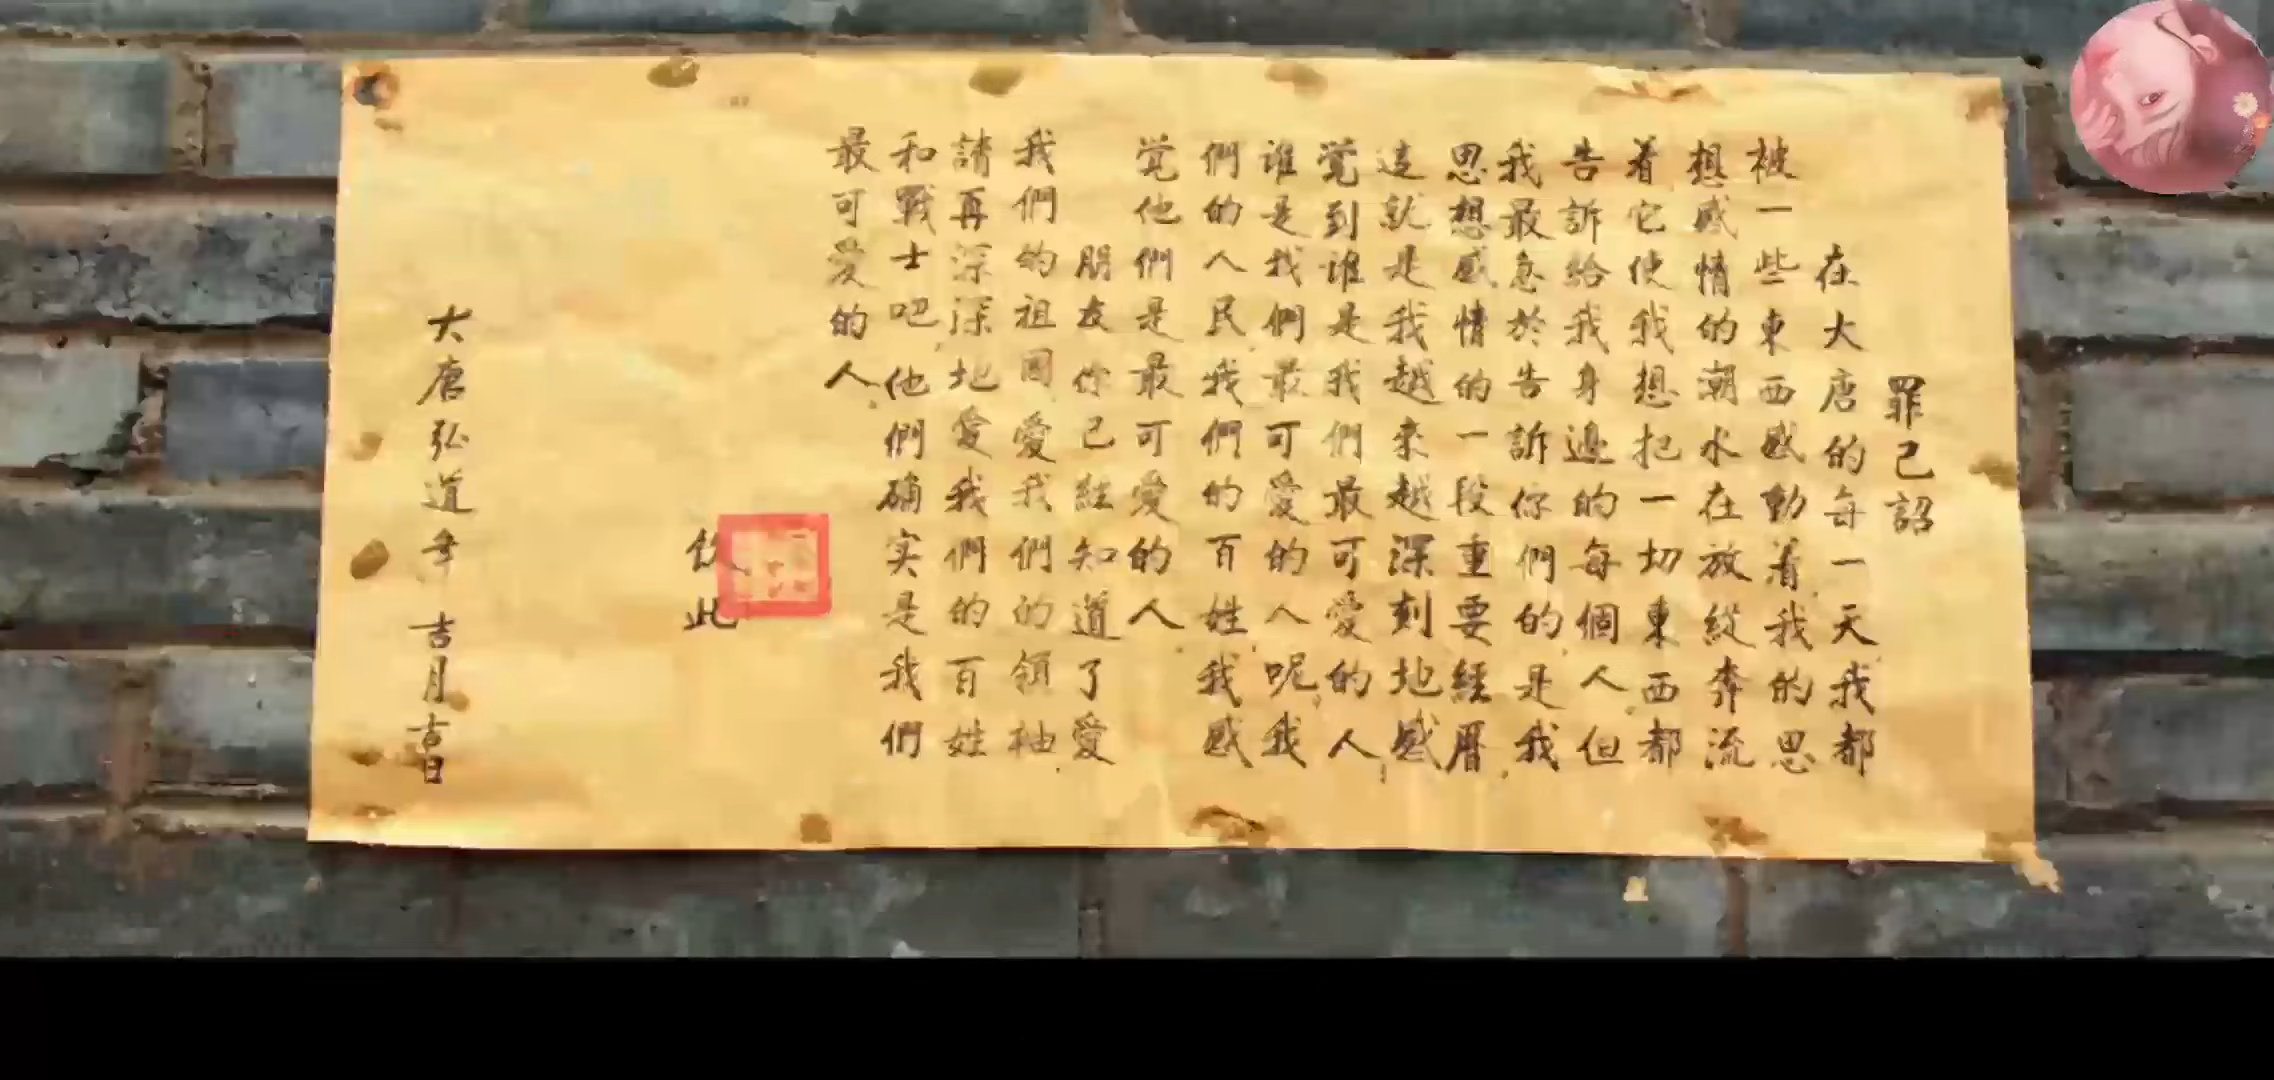 罪己詔
在大唐的每一天我都
被一些東西感動着我的思
想感情的潮水在放縱奔流
着它使我想把一切東西都
告訴給我身邊的每個人但
我最急於告訴你們的是我
思想感情的一段重要經曆
這就是我越來越深刻地感
覚到誰是我們最可愛的人
谁是我們最可愛的人呢我
們的人民我們的百姓我感
覚他們是最可愛的人
朋友你已經知道了愛
我們的祖國愛我們的領袖
請再深深地愛我們的百姓
和戰士吧他們确实是我們
最可愛的人
欽此
大唐弘道年 吉月吉日